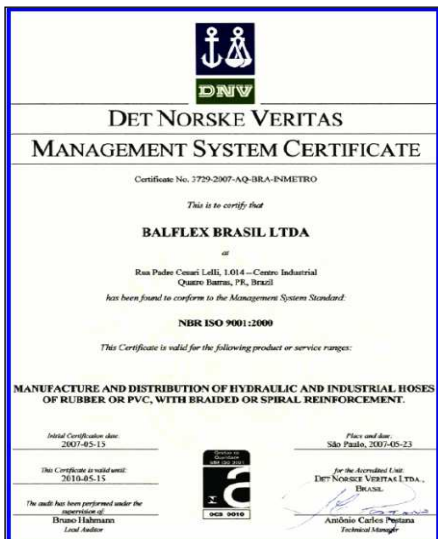 DNV
DET NORSKE VERITAS
MANAGEMENT SYSTEM CERTIFICATE
Certificate No. 3729-2007-AQ-BRA-INMETRO
This is to certify that
BALFLEX BRASIL LTDA
at
Rua Padre Cesari Lelli, 1.014 – Centro Industrial
Quatro Barras, PR, Brazil
has been found to conform to the Management System Standard:
NBR ISO 9001:2000
This Certificate is valid for the following product or service ranges:
MANUFACTURE AND DISTRIBUTION OF HYDRAULIC AND INDUSTRIAL HOSES
OF RUBBER OR PVC, WITH BRAIDED OR SPIRAL REINFORCEMENT.
Initial Certification date:
2007-05-15
This Certificate is valid until:
2010-05-15
The audit has been performed under the
supervision of:
Bruno Hahmann
Lead Auditor
OCS 0010
Place and date:
São Paulo, 2007-05-23
for the Accredited Unit:
DET NORSKE VERITAS LTDA.,
BRASIL
Antônio Carlos
Technical Manager